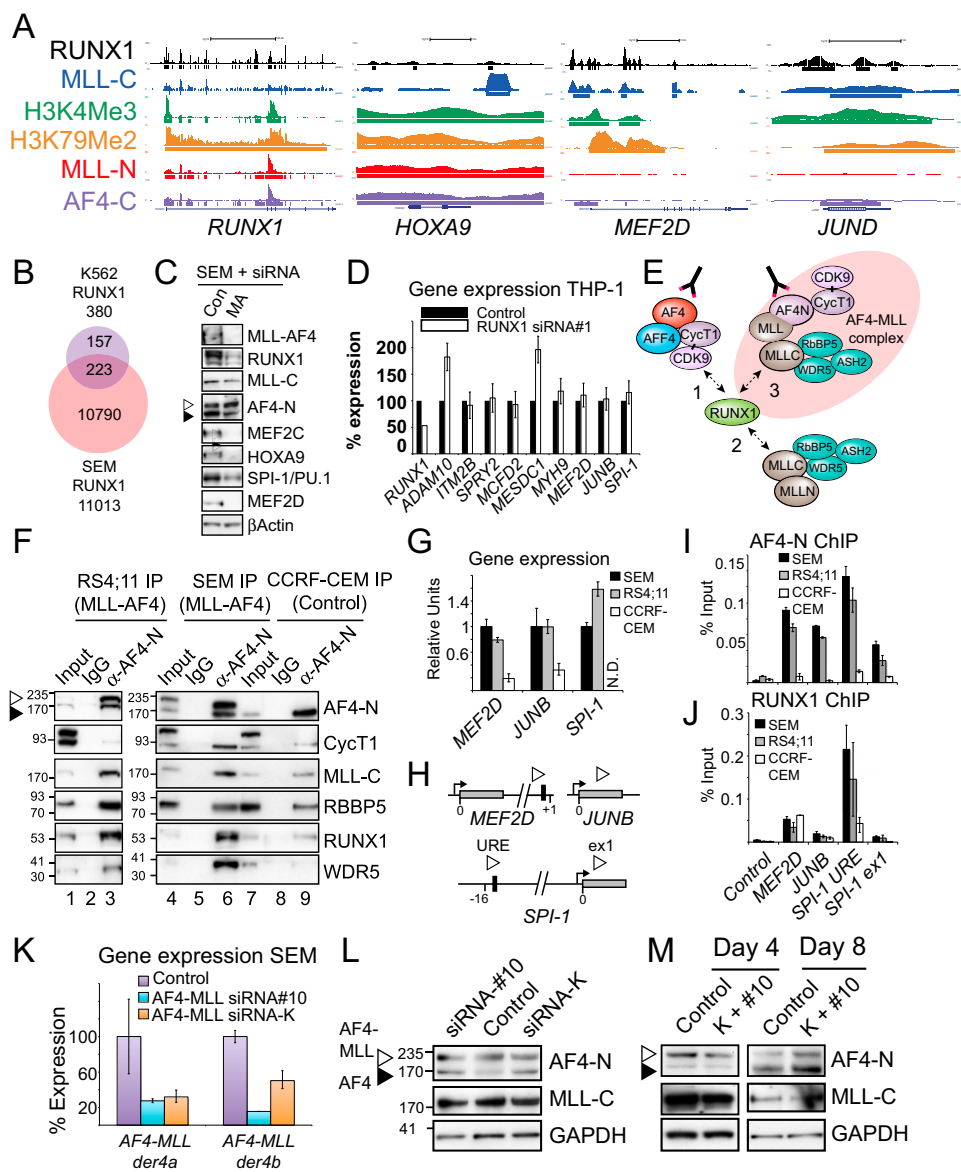 A
RUNX1
MLL-C
H3K4Me3
H3K79Me2
MLL-N
AF4-C
RUNX1
HOXA9
MEF2D
JUND
B
K562
RUNX1
380
157
223
10790
SEM
RUNX1
11013
C
SEM + siRNA
Con
MA
MLL-AF4
RUNX1
MLL-C
AF4-N
MEF2C
HOXA9
SPI-1/PU.1
MEF2D
βActin
D
Gene expression THP-1
Control
RUNX1 siRNA#1
% expression
200
150
100
50
0
RUNX1
ADAM10
ITM2B
SPRY2
MCFD2
MESDC1
MYH9
MEF2D
JUNB
SPI-1
E
AF4
AFF4
CycT1
CDK9
CDK9
CycT1
AF4N
MLL
MLLC
RbBP5
WDR5
ASH2
AF4-MLL
complex
1
3
RUNX1
2
RbBP5
ASH2
MLLC
WDR5
MLLN
F
RS4;11 IP
(MLL-AF4)
SEM IP
(MLL-AF4)
CCRF-CEM IP
(Control)
Input
IgG
α-AF4-N
Input
IgG
α-AF4-N
Input
IgG
α-AF4-N
235
170
235
170
AF4-N
93
93
CycT1
170
170
MLL-C
93
70
93
70
RBBP5
53
53
RUNX1
41
30
41
30
WDR5
1 2 3 4 5 6 7 8 9
G
Gene expression
SEM
RS4;11
CCRF-
CEM
Relative Units
1.4
1
0.6
N.D.
MEF2D
JUNB
SPI-1
H
0
+1
MEF2D
0
JUNB
URE
ex1
-16
0
SPI-1
I
AF4-N ChIP
SEM
RS4;11
CCRF-
CEM
% Input
0.15
0.1
0.05
J
RUNX1 ChIP
SEM
RS4;11
CCRF-
CEM
% Input
0.3
0.2
0.1
0
Control
MEF2D
JUNB
SPI-1 URE
SPI-1 ex1
K
Gene expression SEM
Control
AF4-MLL siRNA#10
AF4-MLL siRNA-K
% Expression
100
80
60
40
20
AF4-MLL
der4a
AF4-MLL
der4b
L
siRNA-#10
Control
siRNA-K
AF4-
MLL
AF4
235
170
AF4-N
170
MLL-C
41
GAPDH
M
Day 4
Day 8
Control
K + #10
Control
K + #10
AF4-N
MLL-C
GAPDH